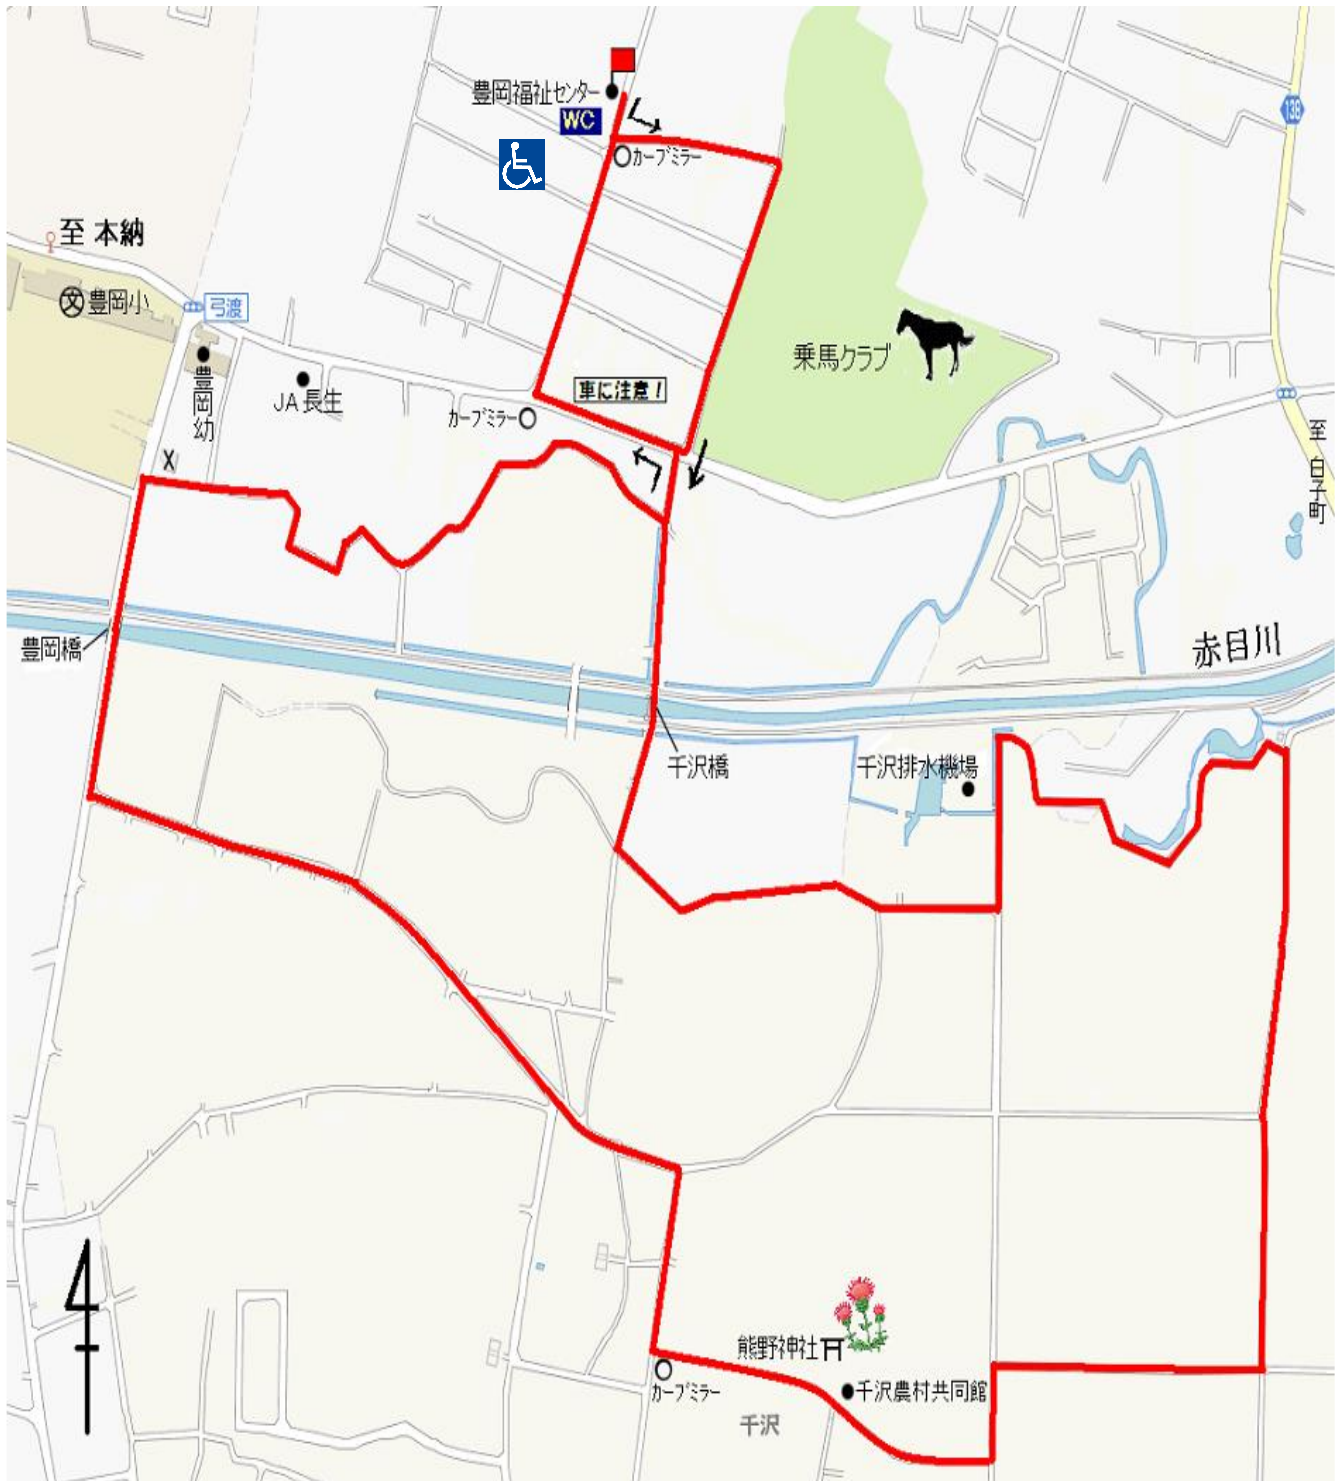 豊岡福祉センター
WC
カーブミラー
138
至 本納
文
豊岡小
弓渡
豊岡幼
JA 長生
カーブミラー
車に注意！
乗馬クラブ
至 白子町
X
豊岡橋
赤目川
千沢橋
千沢排水機場
熊野神社
カーブミラー
千沢農村共同館
千沢